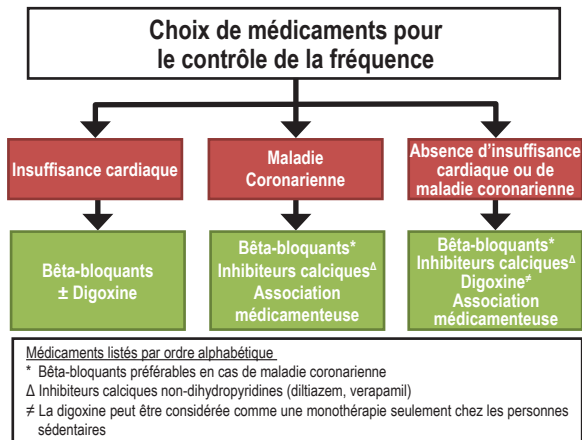 Choix de médicaments pour
le contrôle de la fréquence
Insuffisance cardiaque
Maladie
Coronarienne
Absence d'insuffisance
cardiaque ou de
maladie coronarienne
Bêta-bloquants
± Digoxine
Bêta-bloquants*
Inhibiteurs calciques Δ
Association
médicamenteuse
Bêta-bloquants*
Inhibiteurs calciques Δ
Digoxine≠
Association
médicamenteuse
Médicaments listés par ordre alphabétique
* Bêta-bloquants préférables en cas de maladie coronarienne
Δ Inhibiteurs calciques non-dihydropyridines (diltiazem, verapamil)
≠ La digoxine peut être considérée comme une monothérapie seulement chez les personnes
sédentaires